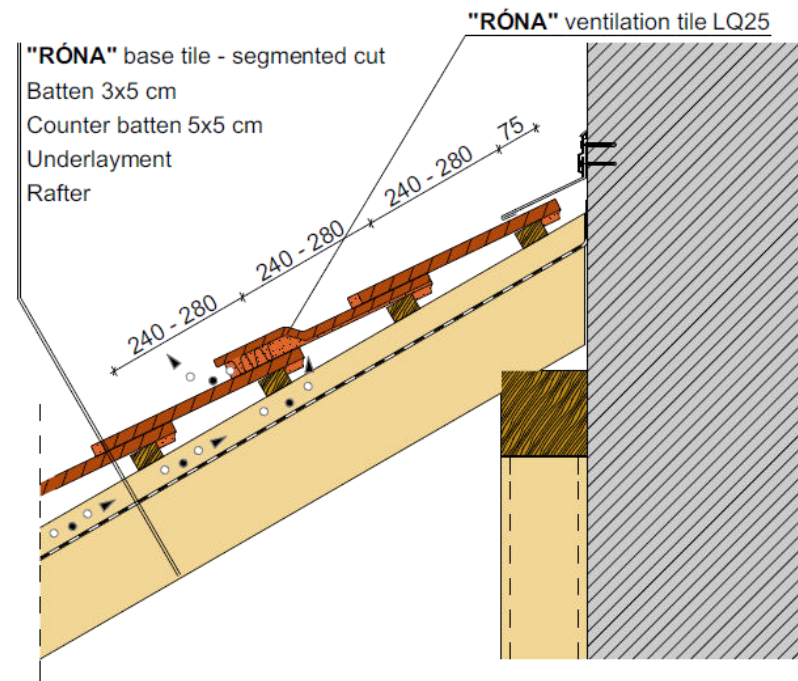 "RÓNA" ventilation tile LQ25
"RÓNA" base tile - segmented cut
Batten 3x5 cm
Counter batten 5x5 cm
Underlayment
Rafter
75
240 - 280
240 - 280
240 - 280